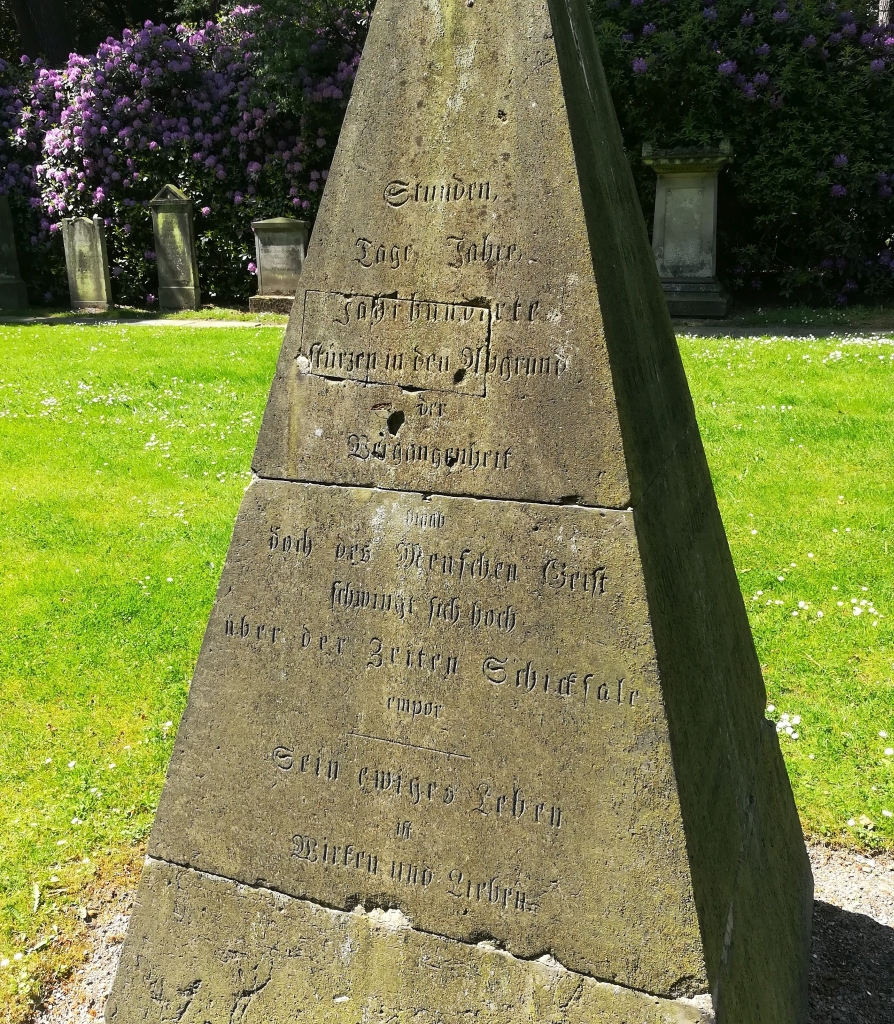 Stunden,
Tage, Jahre,
Jahrhunderte
stürzen in den Abgrund
der
Vergangenheit
hinab
doch des Menschen Geist
schwingt sich hoch
über der Zeiten Schicksale
empor
Sein ewiges Leben
ist
Wirken und Lieben.